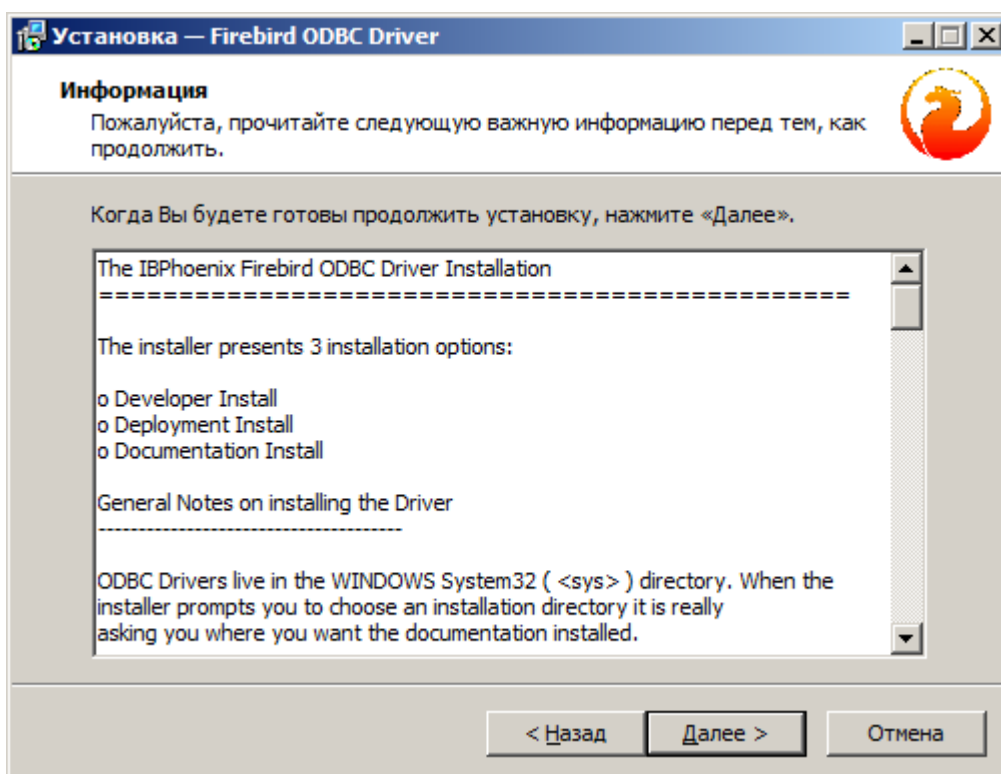 Установка — Firebird ODBC Driver
Информация
Пожалуйста, прочитайте следующую важную информацию перед тем, как
продолжить.
Когда Вы будете готовы продолжить установку, нажмите «Далее».
The IBPhoenix Firebird ODBC Driver Installation
===============================================
The installer presents 3 installation options:
o Developer Install
o Deployment Install
o Documentation Install
General Notes on installing the Driver
--------------------------------------
ODBC Drivers live in the WINDOWS System32 ( <sys> ) directory. When the
installer prompts you to choose an installation directory it is really
asking you where you want the documentation installed.
< Назад
Далее >
Отмена